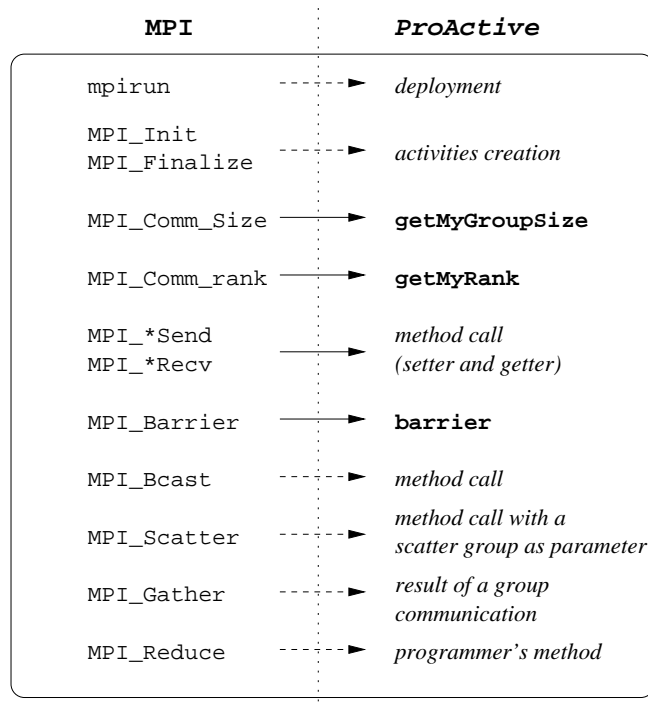 MPI ProActive
mpirun deployment
MPI_Init
MPI_Finalize
activities creation
MPI_Comm_Size getMyGroupSize
MPI_Comm_rank getMyRank
MPI_*Send method call
MPI_*Recv (setter and getter)
MPI_Barrier barrier
MPI_Bcast method call
MPI_Scatter
method call with a
scatter group as parameter
MPI_Gather
result of a group
communication
MPI_Reduce programmer's method